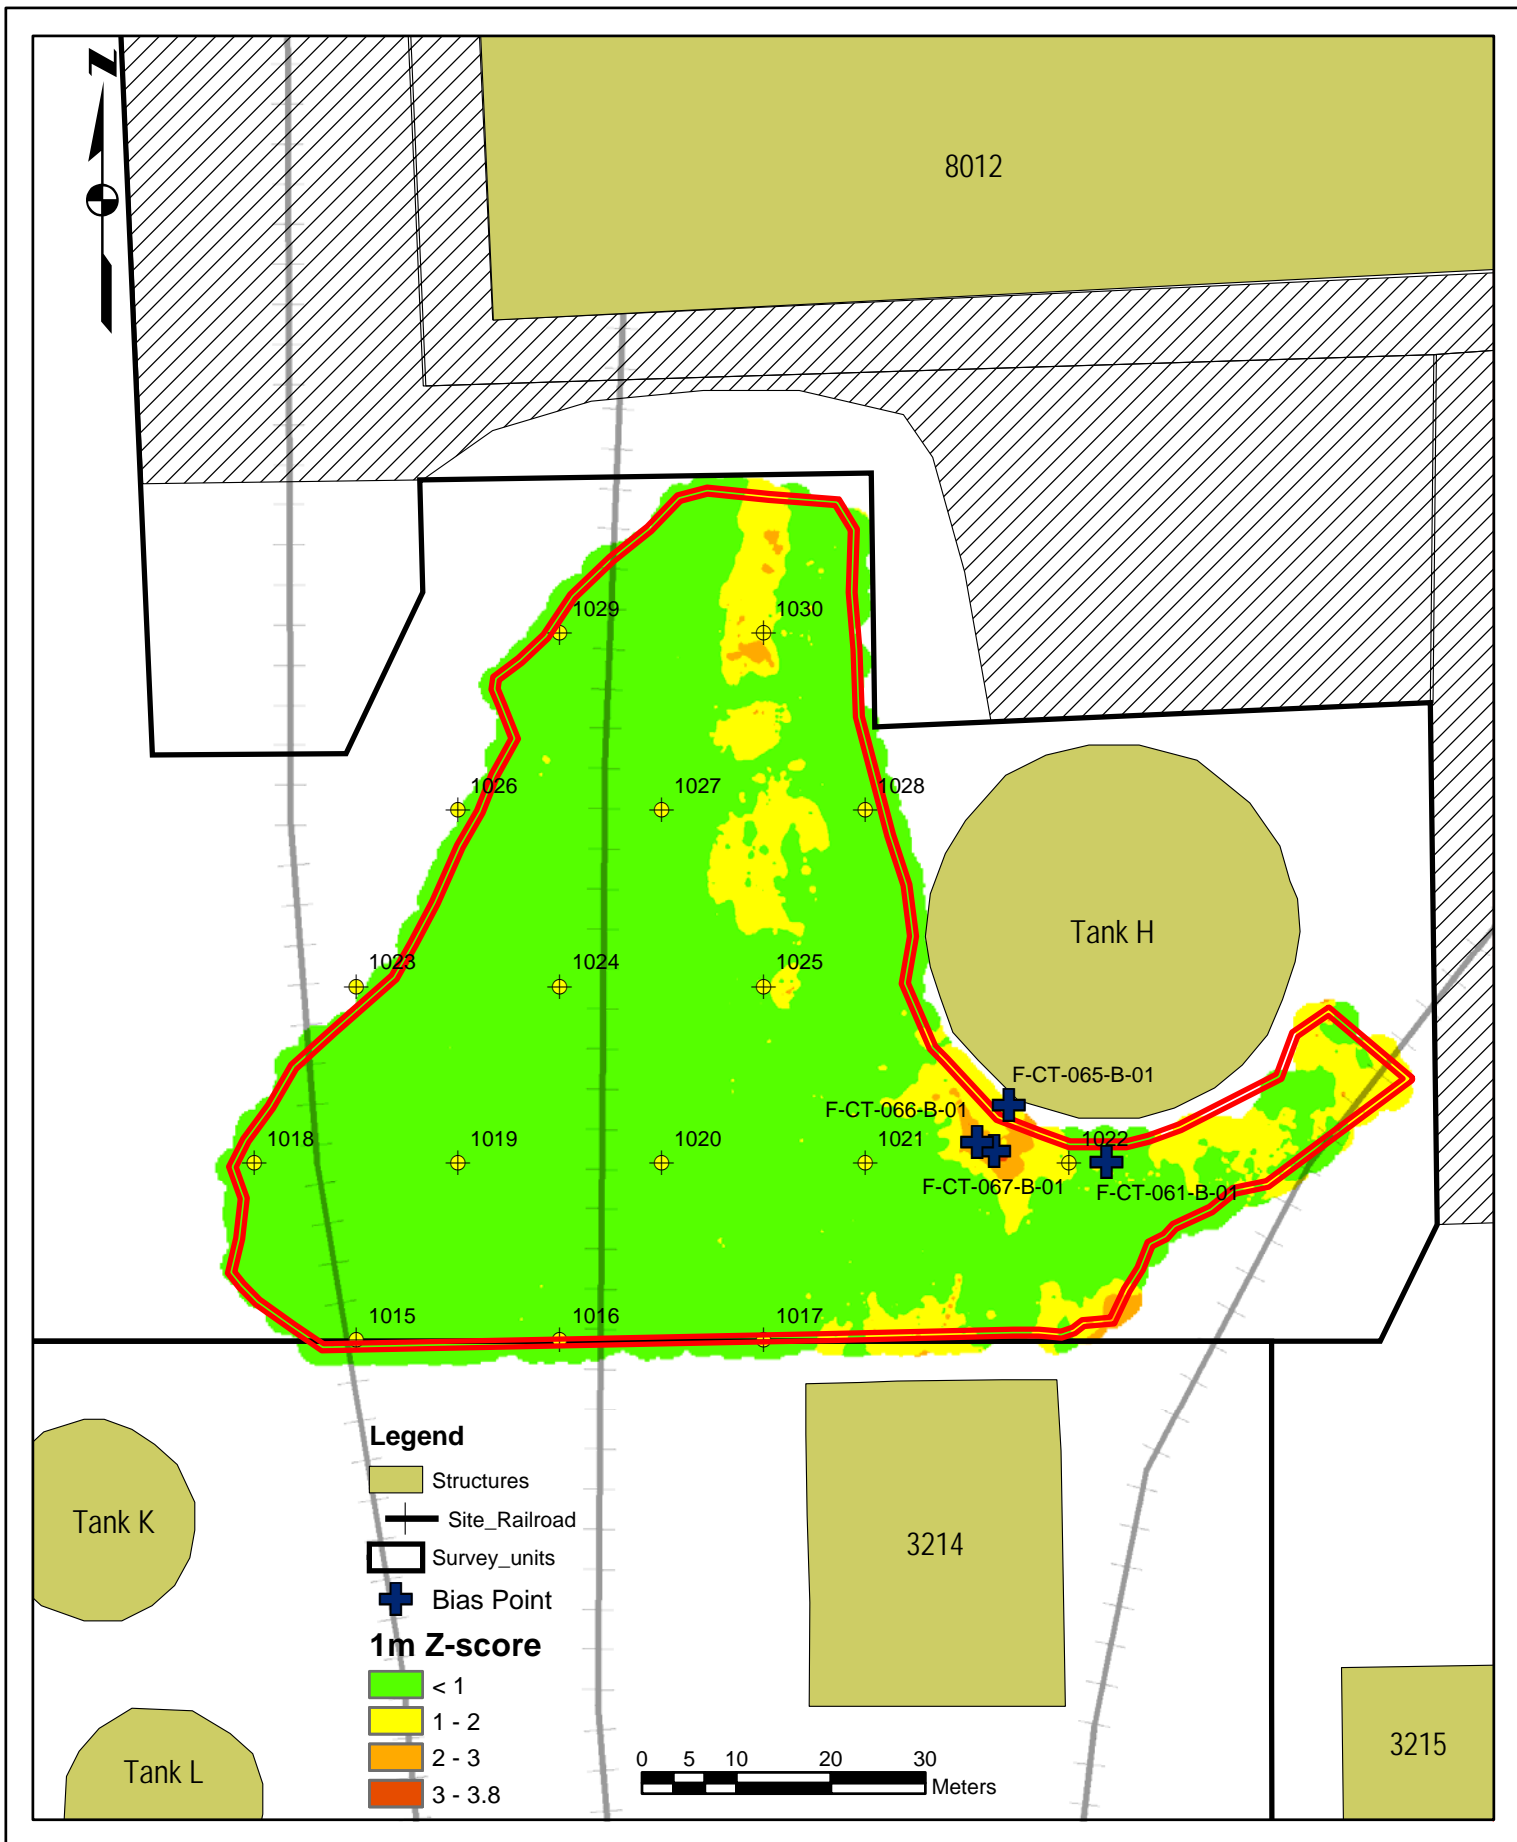 N
8012
1029
1030
1026
1027
1028
Tank H
1023
1024
1025
F-CT-065-B-01
F-CT-066-B-01
1018
1019
1020
1021
1022
F-CT-067-B-01
F-CT-061-B-01
1015
1016
1017
Legend
Structures
Site_Railroad
Survey_units
Bias Point
1m Z-score
< 1
1 - 2
2 - 3
3 - 3.8
Tank K
Tank L
3214
3215
0 5 10 20 30
Meters